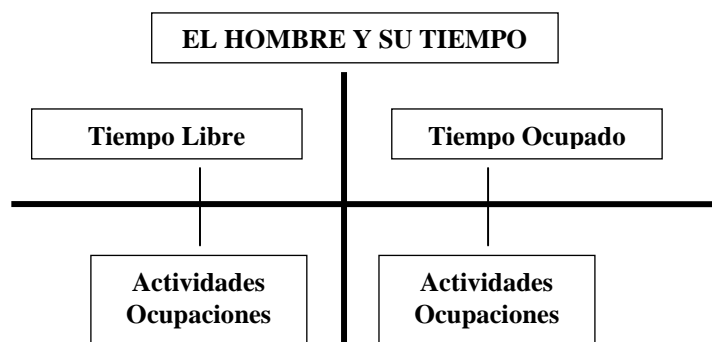 EL HOMBRE Y SU TIEMPO
Tiempo Libre
Tiempo Ocupado
Actividades
Ocupaciones
Actividades
Ocupaciones